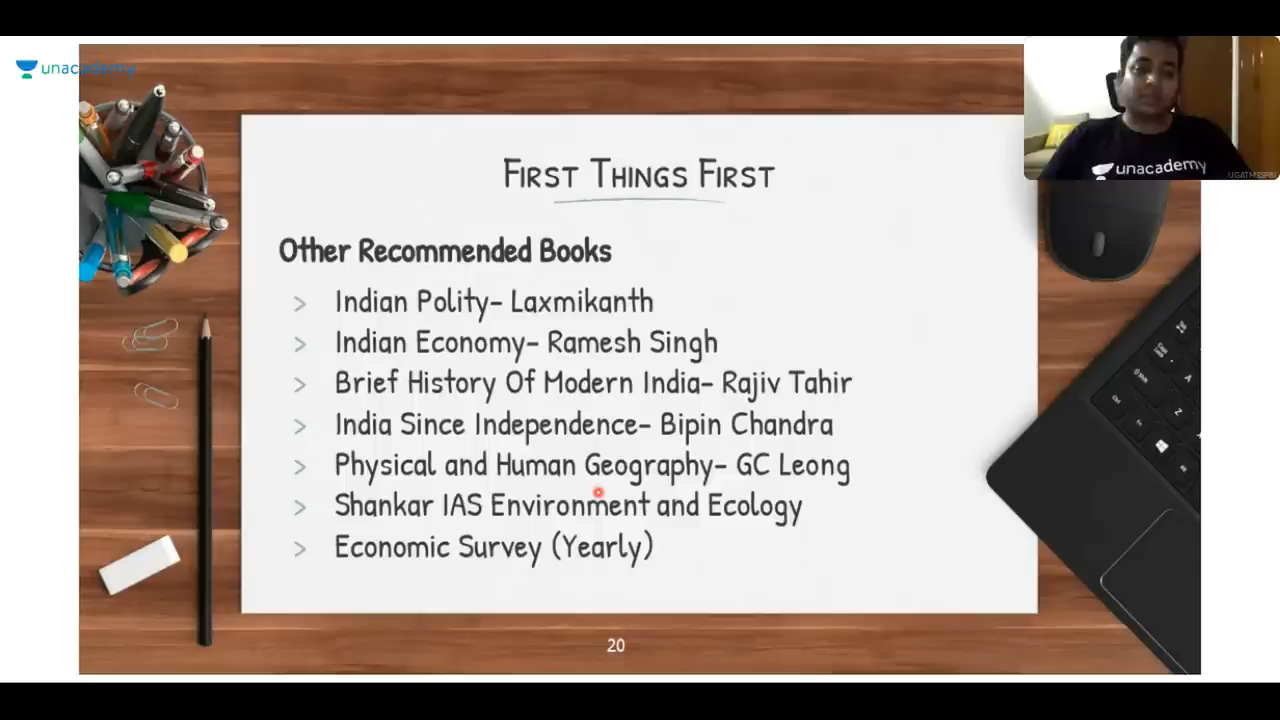 unacademy
unacademy
UGATM35P8I
First Things First
Other Recommended Books
> Indian Polity- Laxmikanth
> Indian Economy- Ramesh Singh
> Brief History Of Modern India- Rajiv Tahir
> India Since Independence- Bipin Chandra
> Physical and Human Geography- GC Leong
> Shankar IAS Environment and Ecology
> Economic Survey (Yearly)
20